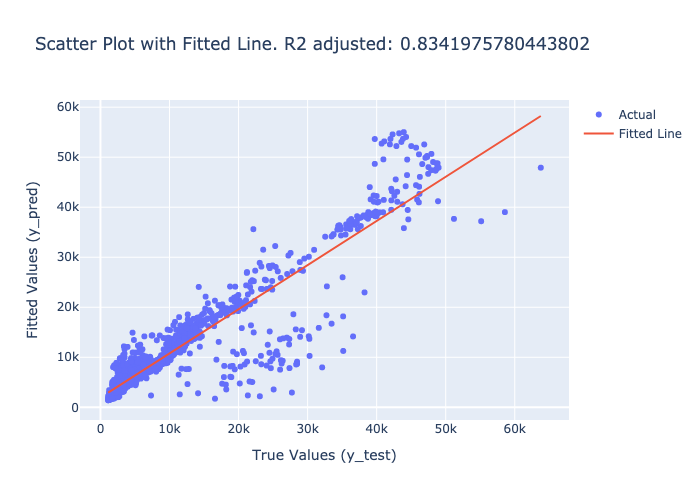 Scatter Plot with Fitted Line. R2 adjusted: 0.8341975780443802
60k
50k
40k
30k
20k
10k
0
Fitted Values (y_pred)
0 10k 20k 30k 40k 50k 60k
True Values (y_test)
Actual
Fitted Line